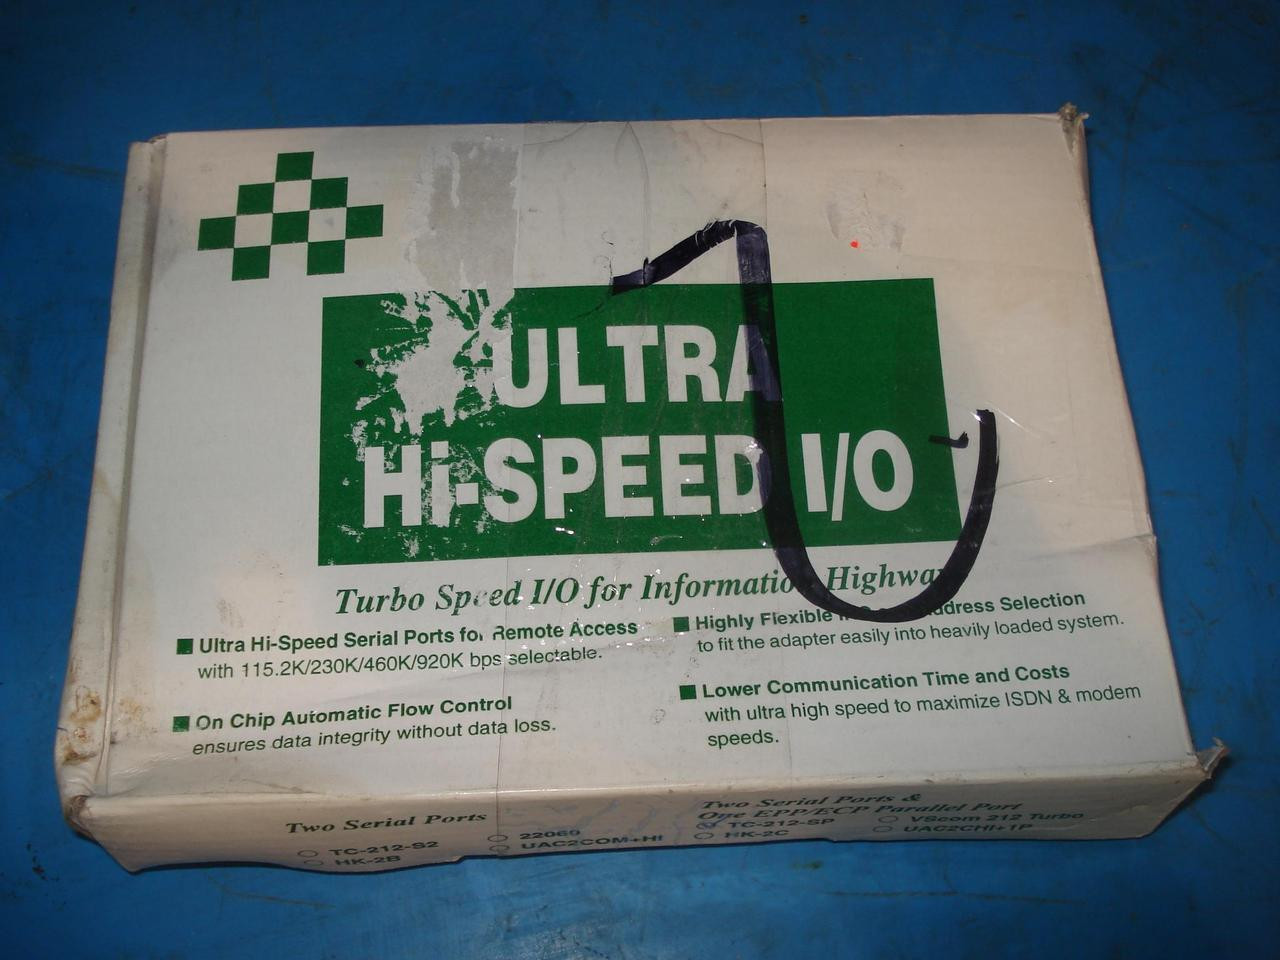 ULTRA
Hi-SPEED I/O
Turbo Speed I/O for Information Highway
Ultra Hi-Speed Serial Ports for Remote Access
with 115.2K/230K/460K/920K bps selectable.
On Chip Automatic Flow Control
ensures data integrity without data loss.
Highly Flexible Address Selection
to fit the adapter easily into heavily loaded system.
Lower Communication Time and Costs
with ultra high speed to maximize ISDN & modem
speeds.
Two Serial Ports
TC-212-S2
HK-2B
22060
UAC2COM+HI
Two Serial Ports &
One EPP/ECP Parallel Port
TC-212-SP
HK-2C
VScom 212 Turbo
UAC2CHI+1P